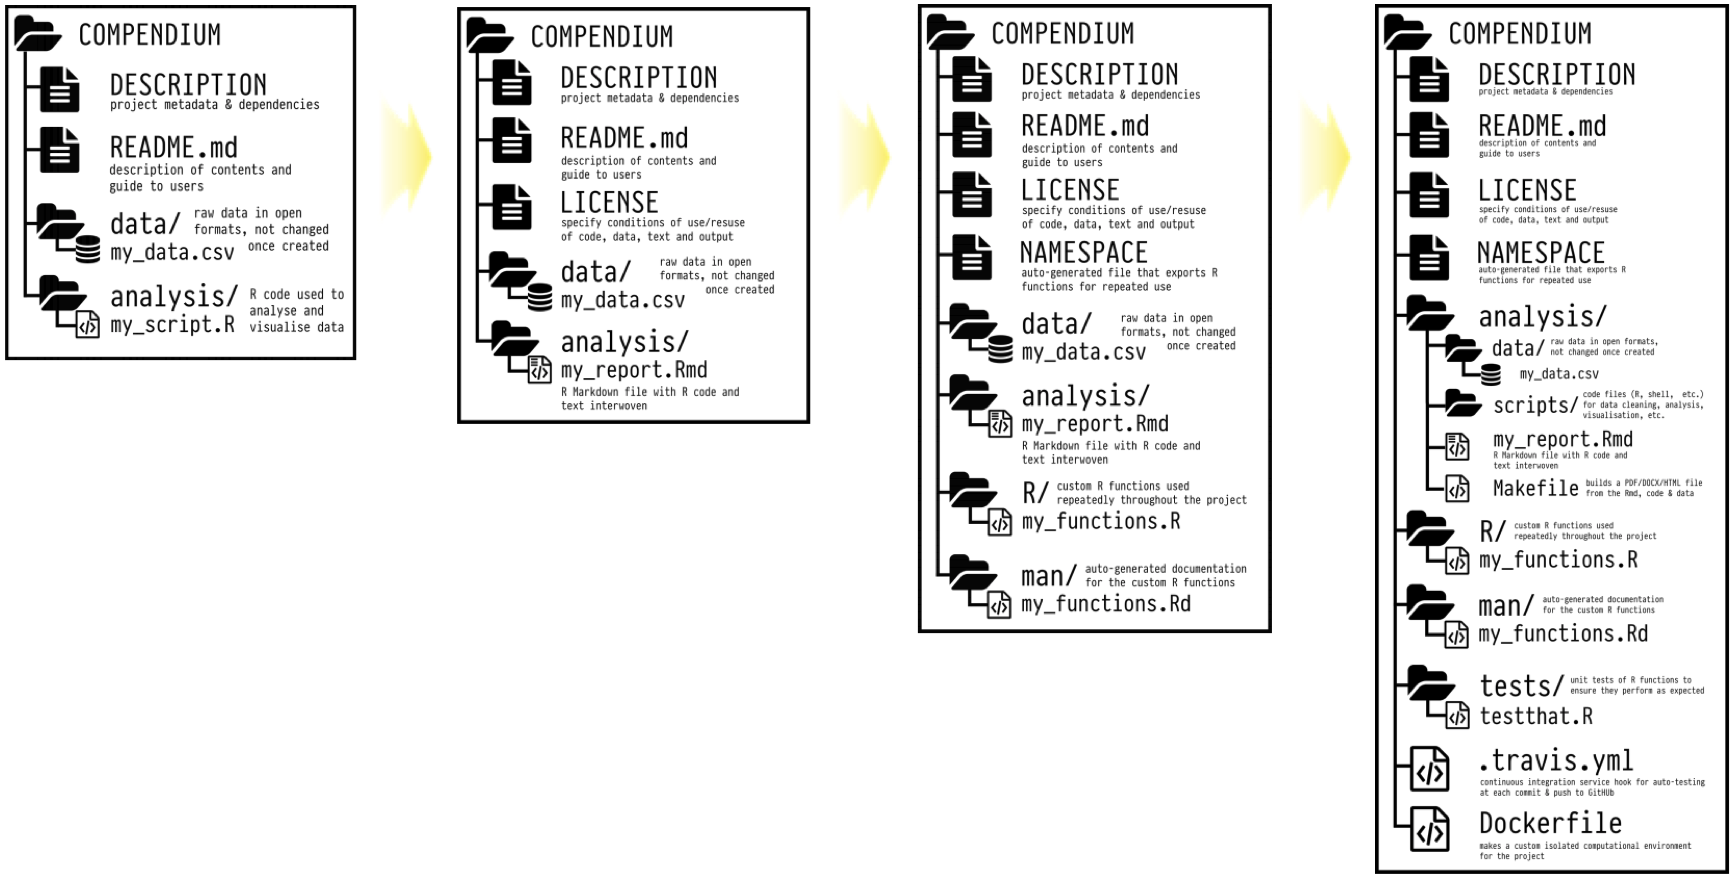 COMPENDIUM
DESCRIPTION
project metadata & dependencies
README.md
description of contents and
guide to users
data/
raw data in open
formats, not changed
once created
my_data.csv
analysis/
R code used to
analyse and
visualise data
my_script.R
COMPENDIUM
DESCRIPTION
project metadata & dependencies
README.md
description of contents and
guide to users
LICENSE
specify conditions of use/resuse
of code, data, text and output
data/
raw data in open
formats, not changed
once created
my_data.csv
analysis/
my_report.Rmd
R Markdown file with R code and
text interwoven
COMPENDIUM
DESCRIPTION
project metadata & dependencies
README.md
description of contents and
guide to users
LICENSE
specify conditions of use/resuse
of code, data, text and output
NAMESPACE
auto-generated file that exports R
functions for repeated use
data/
raw data in open
formats, not changed
once created
my_data.csv
analysis/
my_report.Rmd
R Markdown file with R code and
text interwoven
R/
custom R functions used
repeatedly throughout the project
my_functions.R
man/
auto-generated documentation
for the custom R functions
my_functions.Rd
COMPENDIUM
DESCRIPTION
project metadata & dependencies
README.md
description of contents and
guide to users
LICENSE
specify conditions of use/resuse
of code, data, text and output
NAMESPACE
auto-generated file that exports R
functions for repeated use
analysis/
data/
raw data in open formats,
not changed once created
my_data.csv
scripts/
code files (R, shell, etc.)
for data cleaning, analysis,
visualisation, etc.
my_report.Rmd
R Markdown file with R code and
text interwoven
Makefile
builds a PDF/DOCX/HTML file
from the Rmd, code & data
R/
custom R functions used
repeatedly throughout the project
my_functions.R
man/
auto-generated documentation
for the custom R functions
my_functions.Rd
tests/
unit tests of R functions to
ensure they perform as expected
testthat.R
.travis.yml
continuous integration service hook for auto-testing
at each commit & push to GitHUb
Dockerfile
makes a custom isolated computational environment
for the project